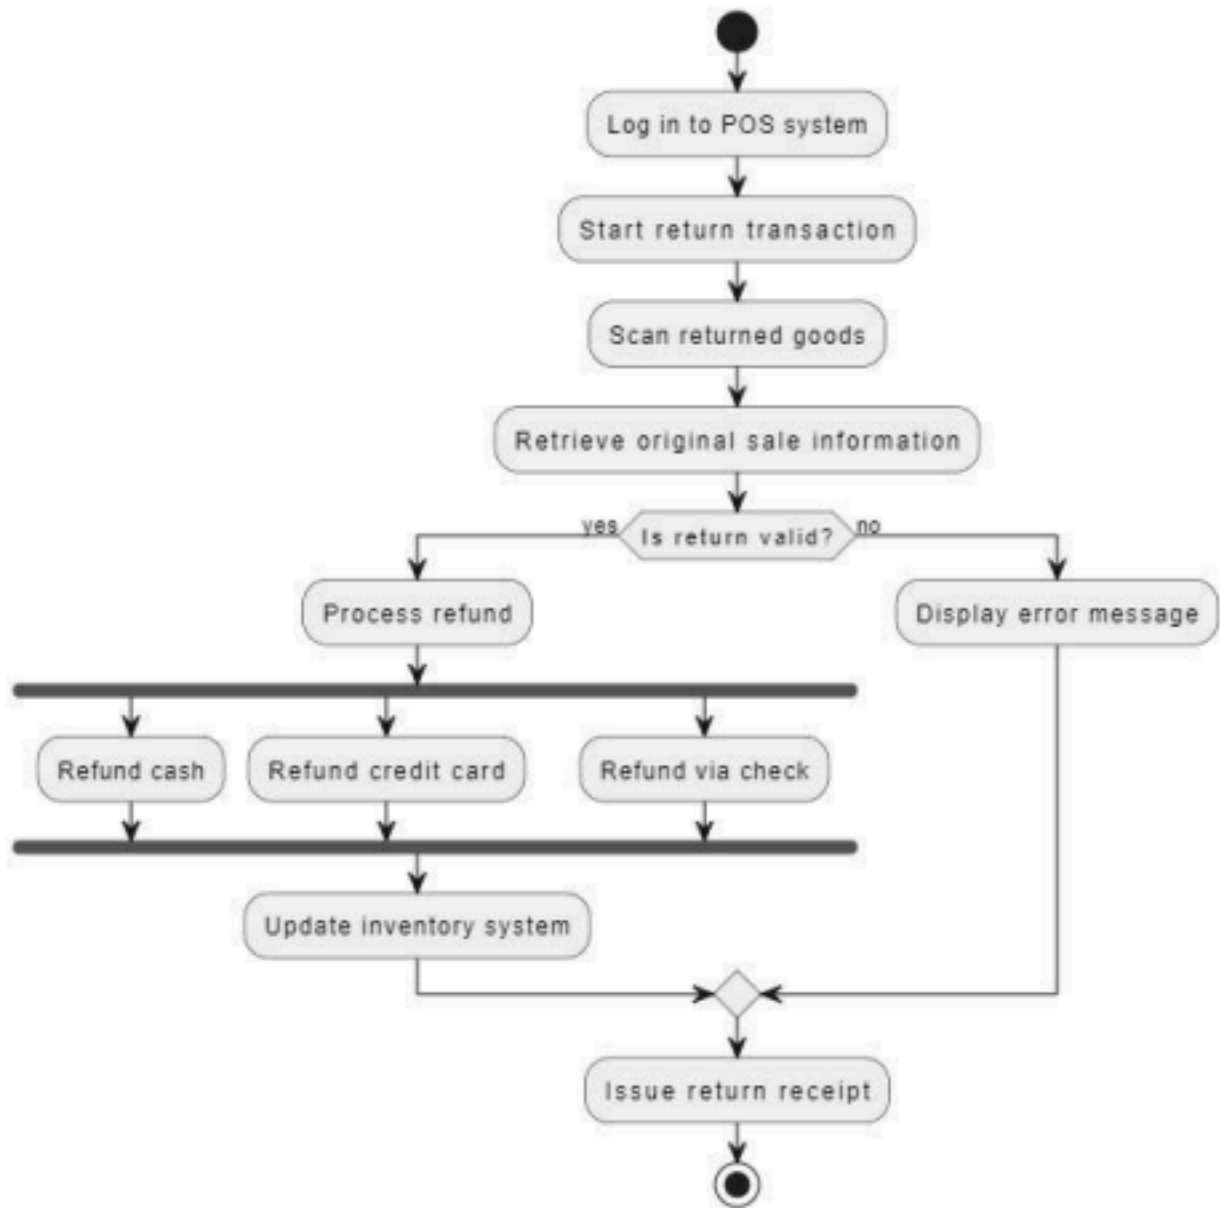 Log in to POS system
Start return transaction
Scan returned goods
Retrieve original sale information
yes
Is return valid?
no
Process refund
Display error message
Refund cash
Refund credit card
Refund via check
Update inventory system
Issue return receipt